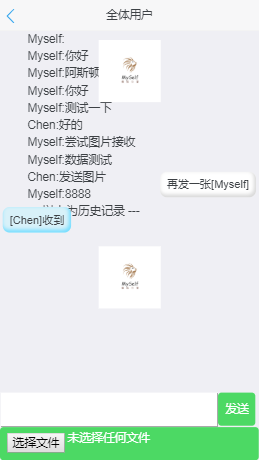 全体用户
Myself:
Myself:你好
Myself:阿斯顿
Myself:你好
Myself:测试一下
Chen:好的
Myself:尝试图片接收
Myself:数据测试
Chen:发送图片
Myself:8888
为历史记录 ---
MySelf
再发一张[Myself]
[Chen]收到
MySelf
发送
选择文件 未选择任何文件